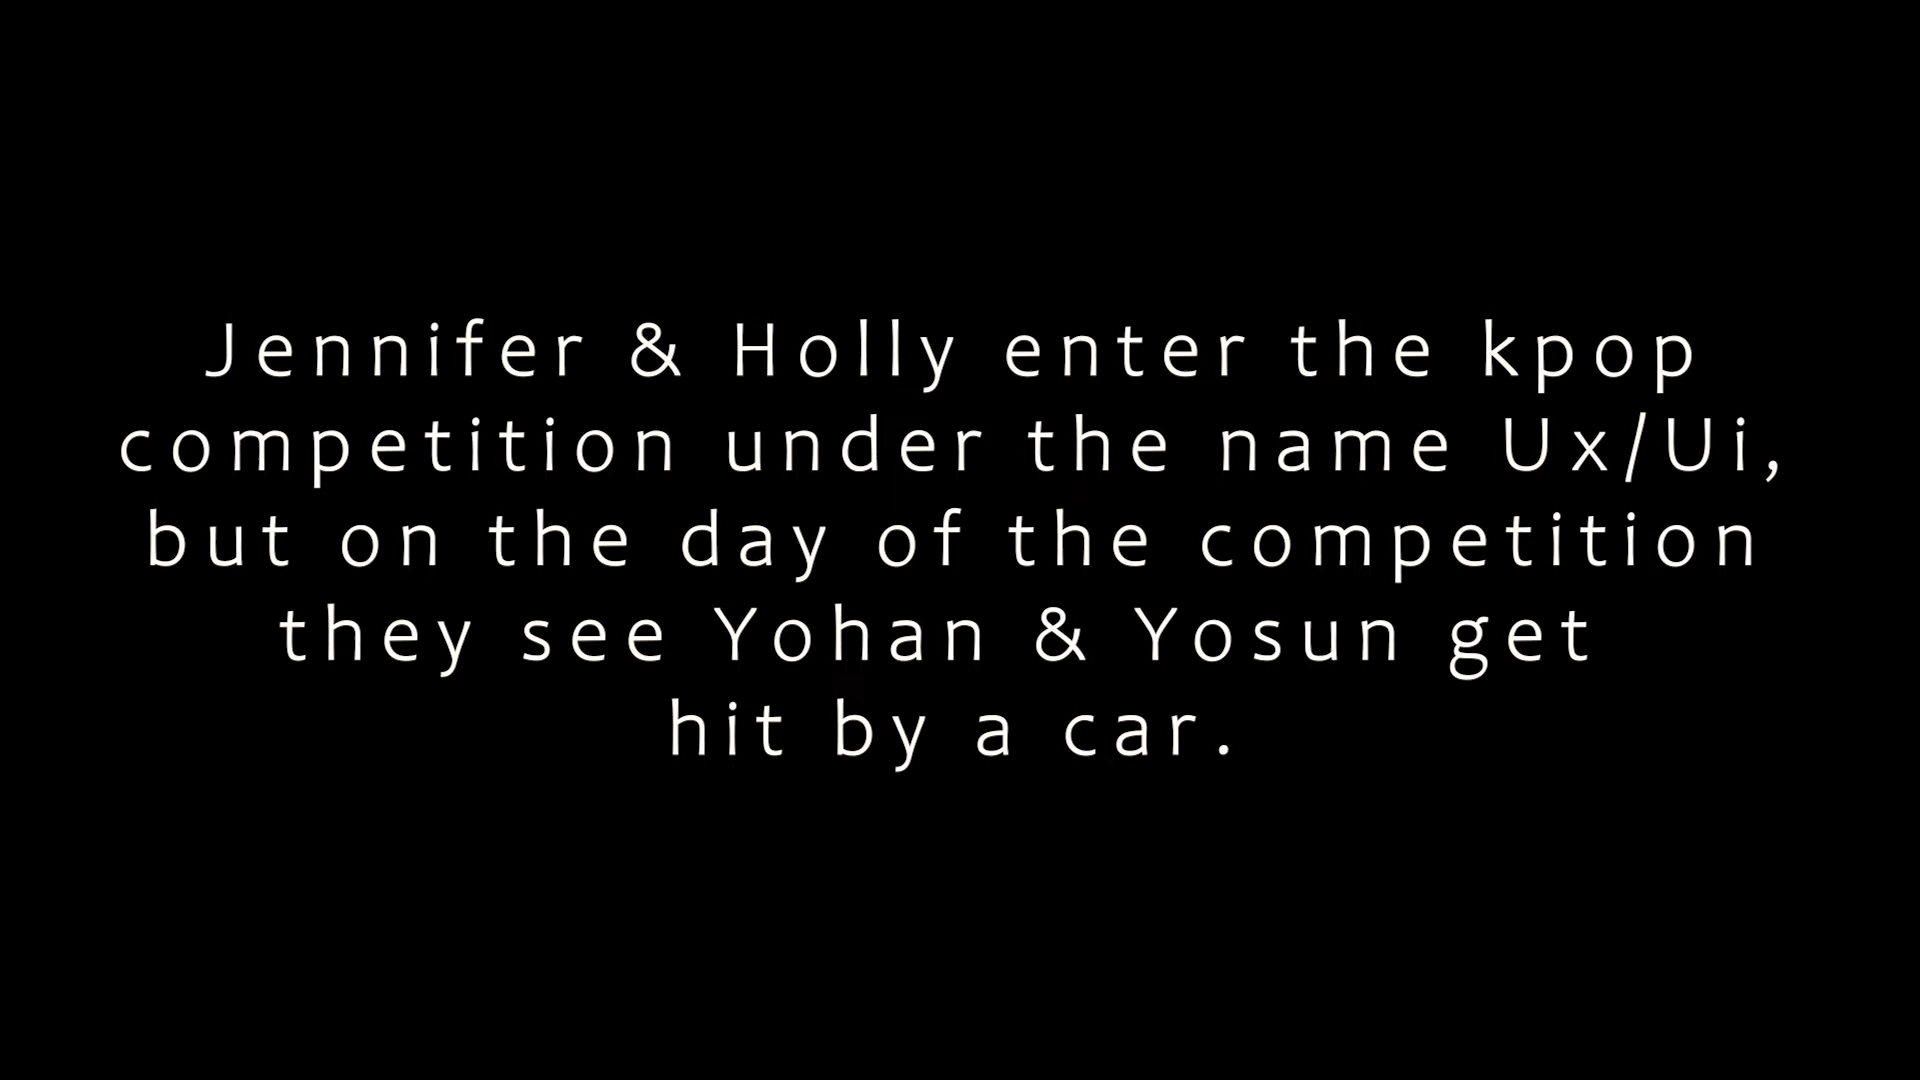 Jennifer & Holly enter the kpop
competition under the name Ux/Ui,
but on the day of the competition
they see Yohan & Yosun get
hit by a car.